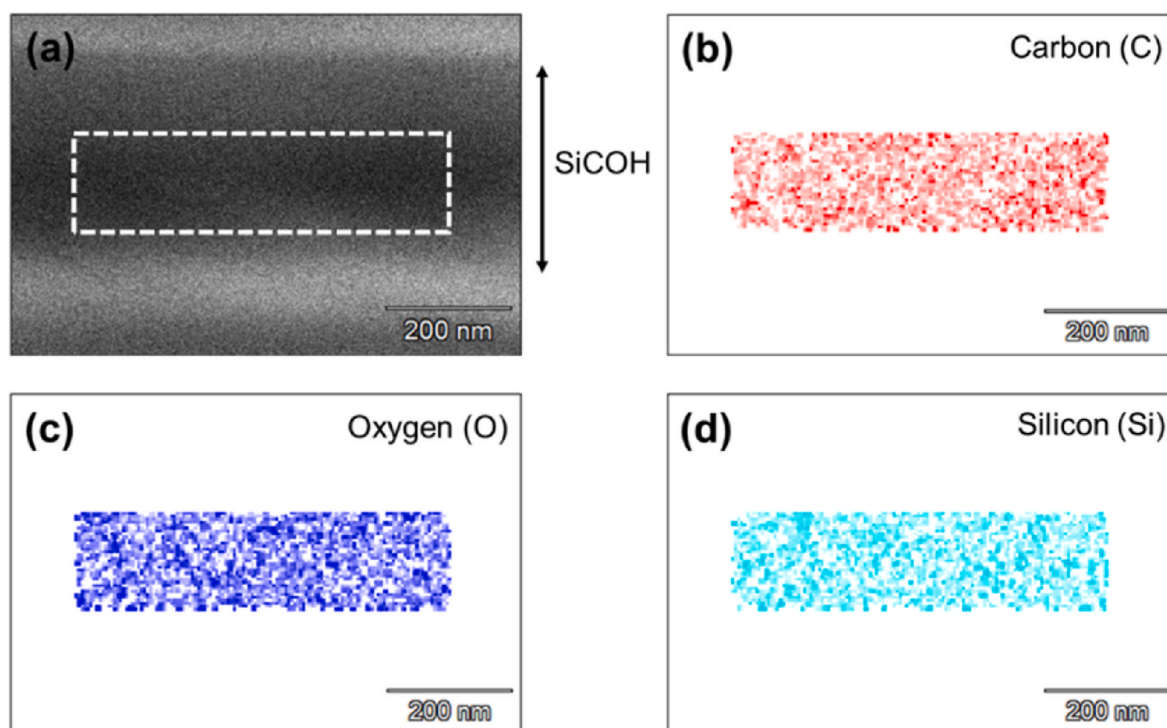 (a)
SiCOH
200 nm
(b)
Carbon (C)
200 nm
(c)
Oxygen (O)
200 nm
(d)
Silicon (Si)
200 nm